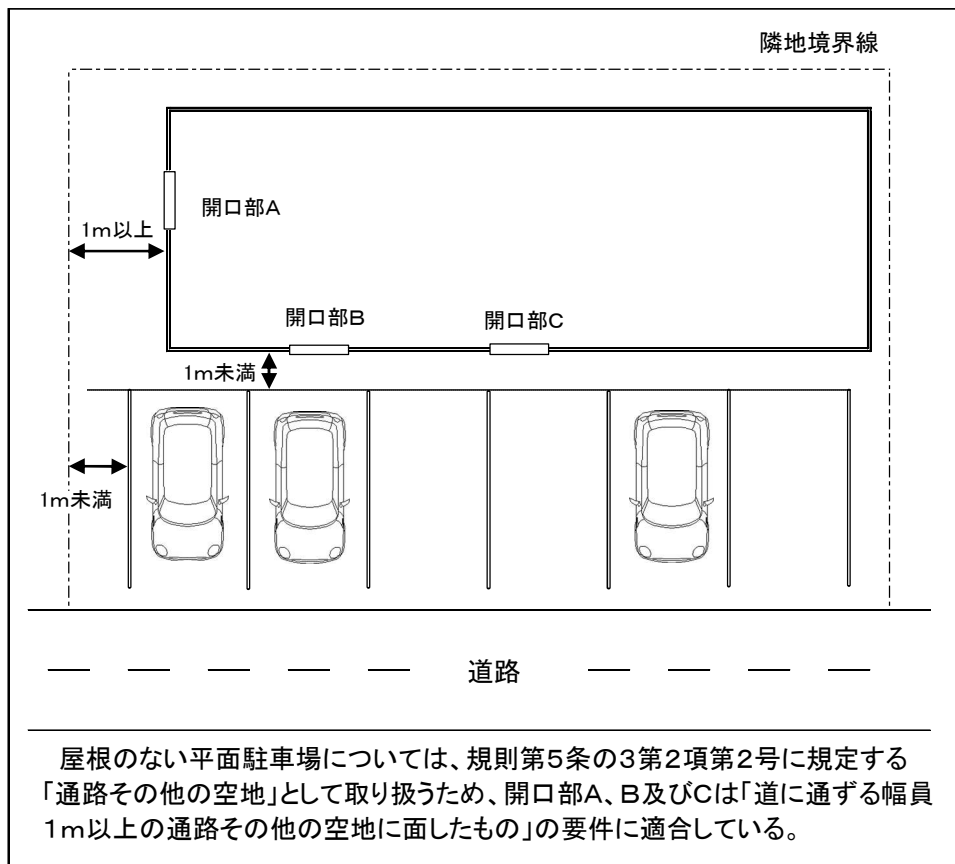 隣地境界線
開口部A
1m以上
開口部B
開口部C
1m未満
1m未満
道路
屋根のない平面駐車場については、規則第5条の3第2項第2号に規定する
「通路その他の空地」として取り扱うため、開口部A、B及びCは「道に通ずる幅員
1m以上の通路その他の空地に面したもの」の要件に適合している。